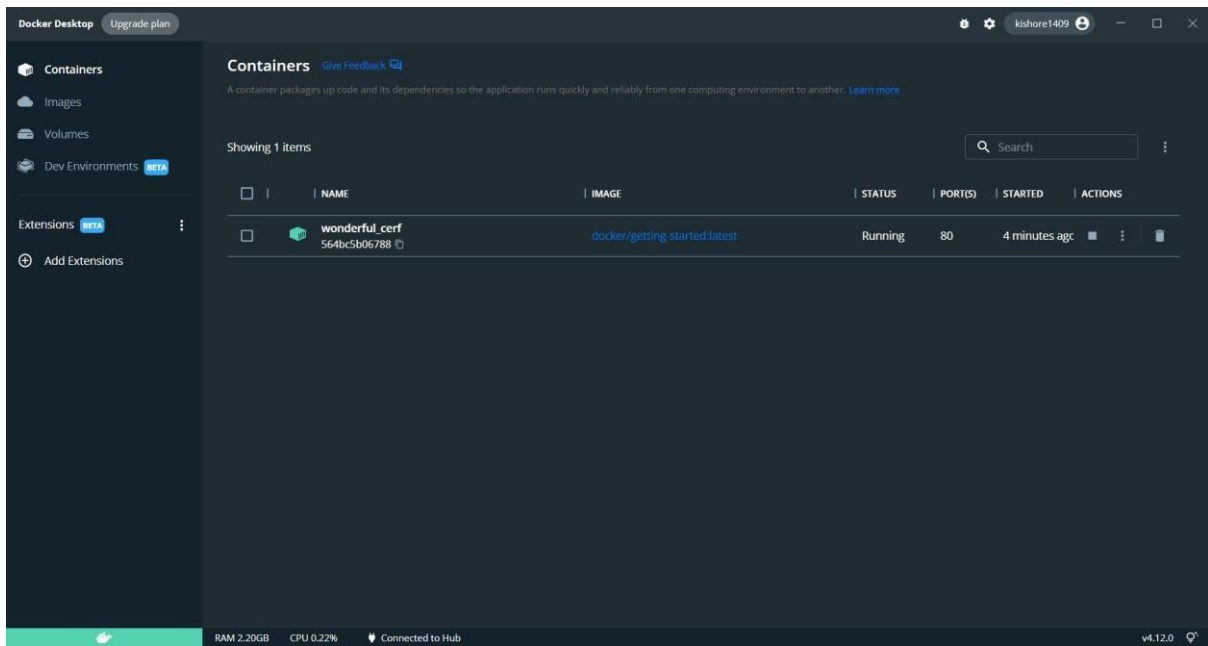 Docker Desktop Upgrade plan kishore1409
Containers
Images
Volumes
Dev Environments BETA
Extensions BETA
Add Extensions
Containers Give Feedback
A container packages up code and its dependencies so the application runs quickly and reliably from one computing environment to another. Learn more
Showing 1 items Search
NAME IMAGE STATUS PORT(S) STARTED ACTIONS
wonderful_cerf docker/getting-started:latest Running 80 4 minutes agc
564bc5b06788
RAM 2.20GB CPU 0.22% Connected to Hub v4.12.0